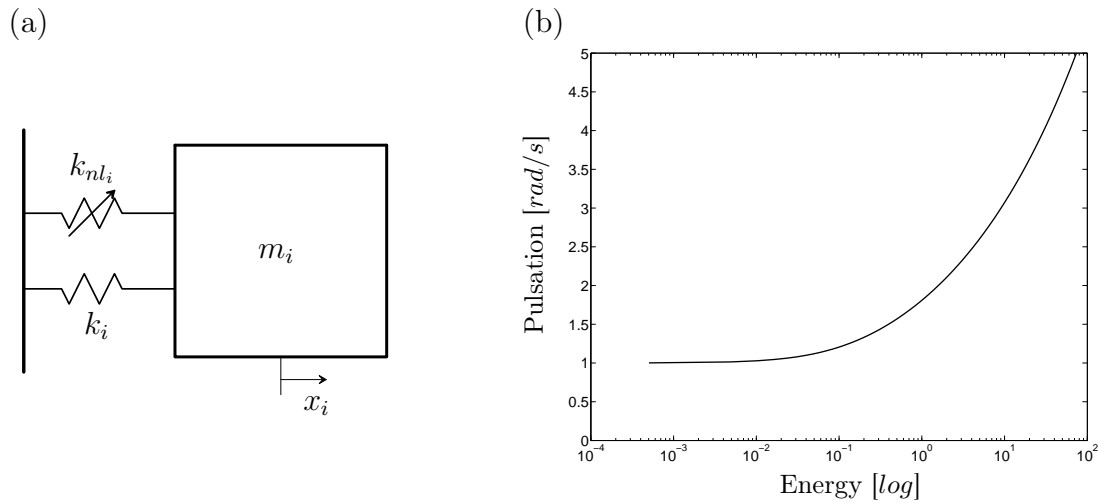 (a)
k_{nl_i}
m_i
k_i
x_i
(b)
5
4.5
4
3.5
3
2.5
2
1.5
1
0.5
0
Pulsation [rad/s]
10^{-4} 10^{-3} 10^{-2} 10^{-1} 10^0 10^1 10^2
Energy [log]